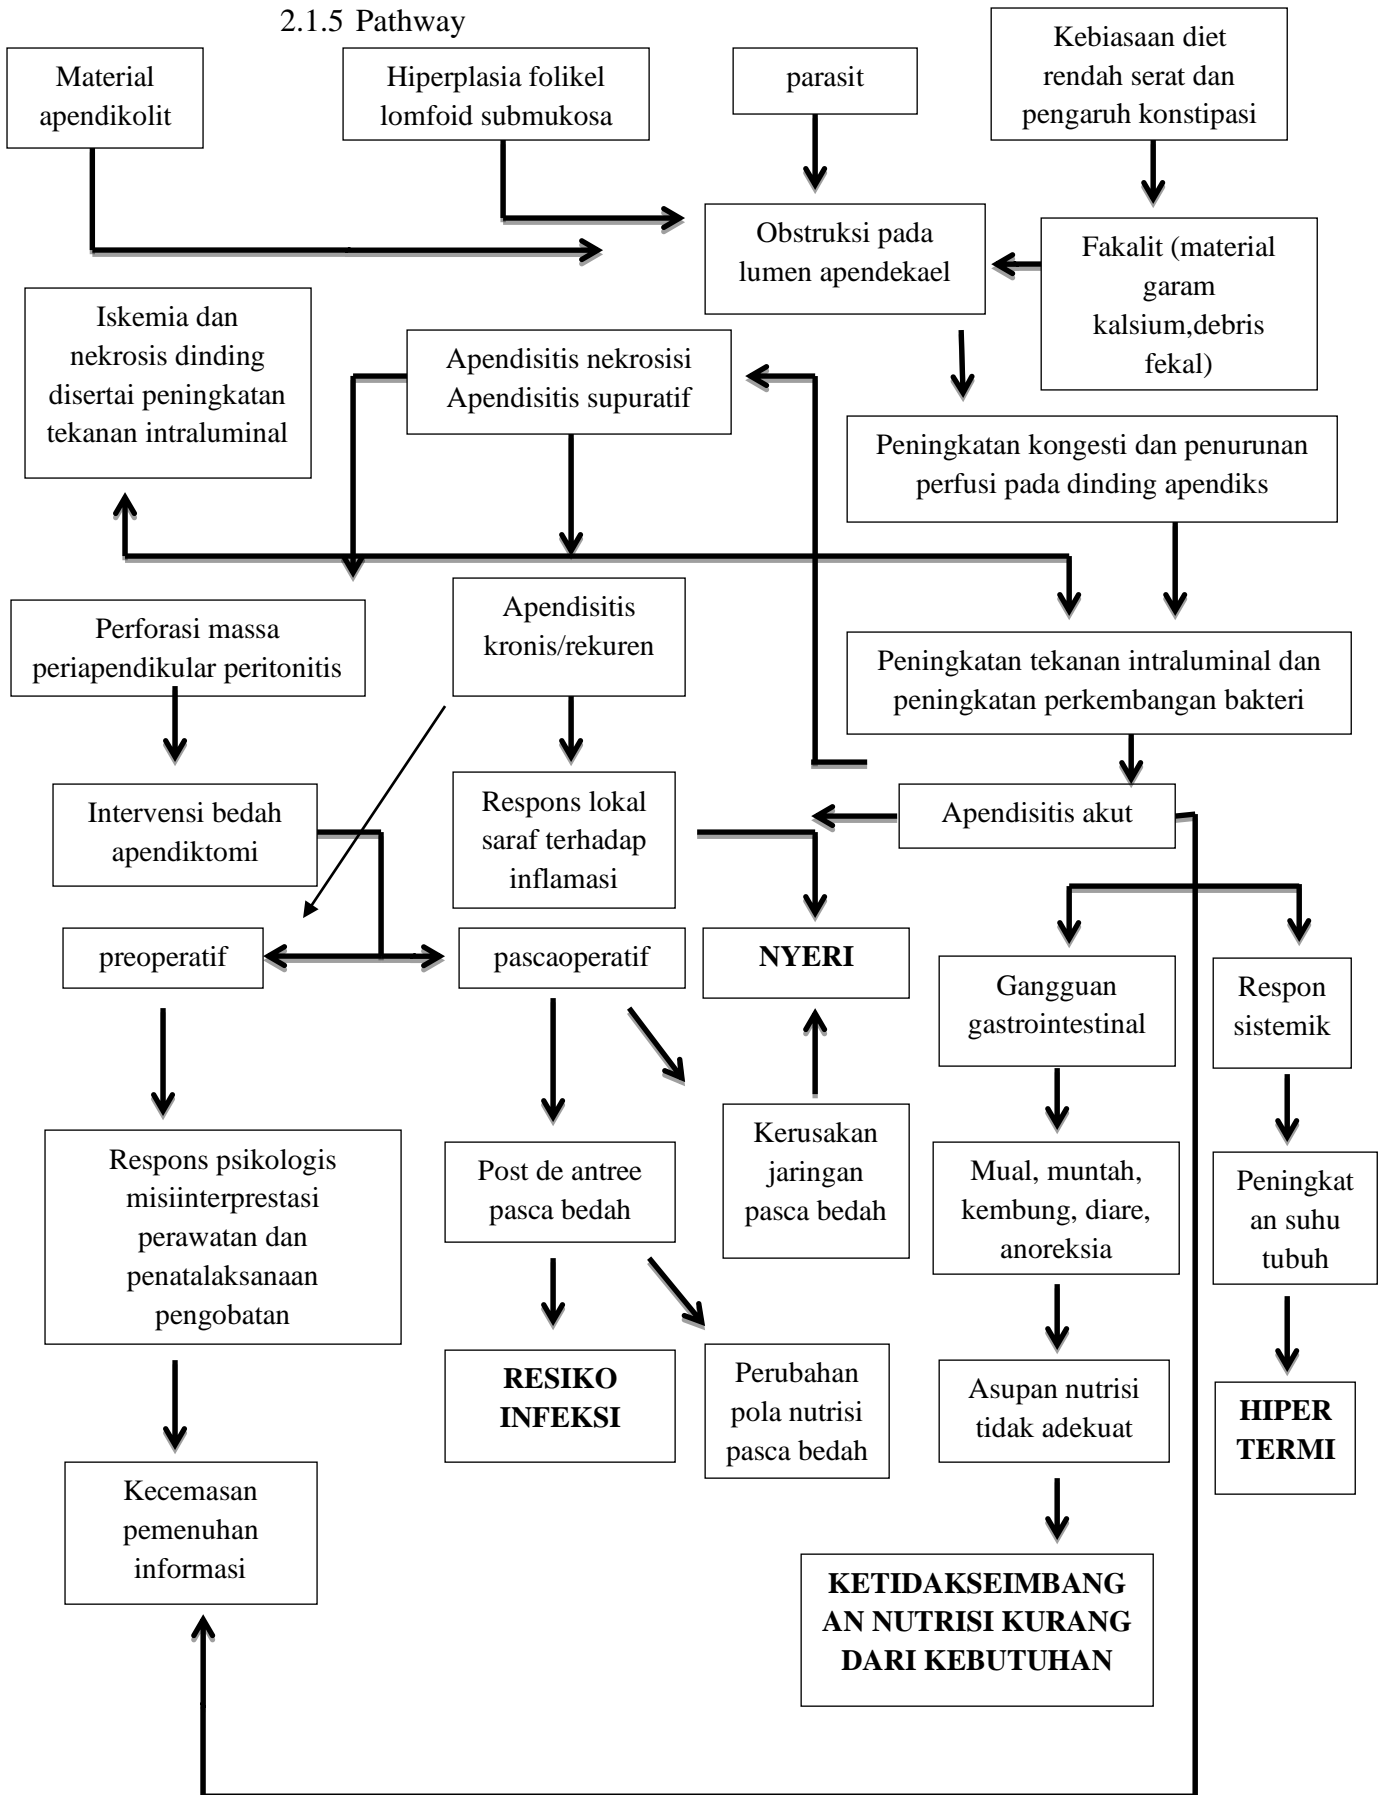 2.1.5 Pathway
Material
apendikolit
Hiperplasia folikel
lomfoid submukosa
parasit
Kebiasaan diet
rendah serat dan
pengaruh konstipasi
Obstruksi pada
lumen apendekael
Fakalit (material
garam
kalsium,debris
fekal)
Iskemia dan
nekrosis dinding
disertai peningkatan
tekanan intraluminal
Apendisitis nekrosisi
Apendisitis supuratif
Peningkatan kongesti dan penurunan
perfusi pada dinding apendiks
Perforasi massa
periapendikular peritonitis
Apendisitis
kronis/rekuren
Peningkatan tekanan intraluminal dan
peningkatan perkembangan bakteri
Intervensi bedah
apendiktomi
Respons lokal
saraf terhadap
inflamasi
Apendisitis akut
preoperatif
pascaoperatif
NYERI
Gangguan
gastrointestinal
Respon
sistemik
Respons psikologis
misiinterprestasi
perawatan dan
penatalaksanaan
pengobatan
Post de antree
pasca bedah
Kerusakan
jaringan
pasca bedah
Mual, muntah,
kembung, diare,
anoreksia
Peningkat
an suhu
tubuh
RESIKO
INFEKSI
Perubahan
pola nutrisi
pasca bedah
Asupan nutrisi
tidak adekuat
HIPER
TERMI
Kecemasan
pemenuhan
informasi
KETIDAKSEIMBANG
AN NUTRISI KURANG
DARI KEBUTUHAN